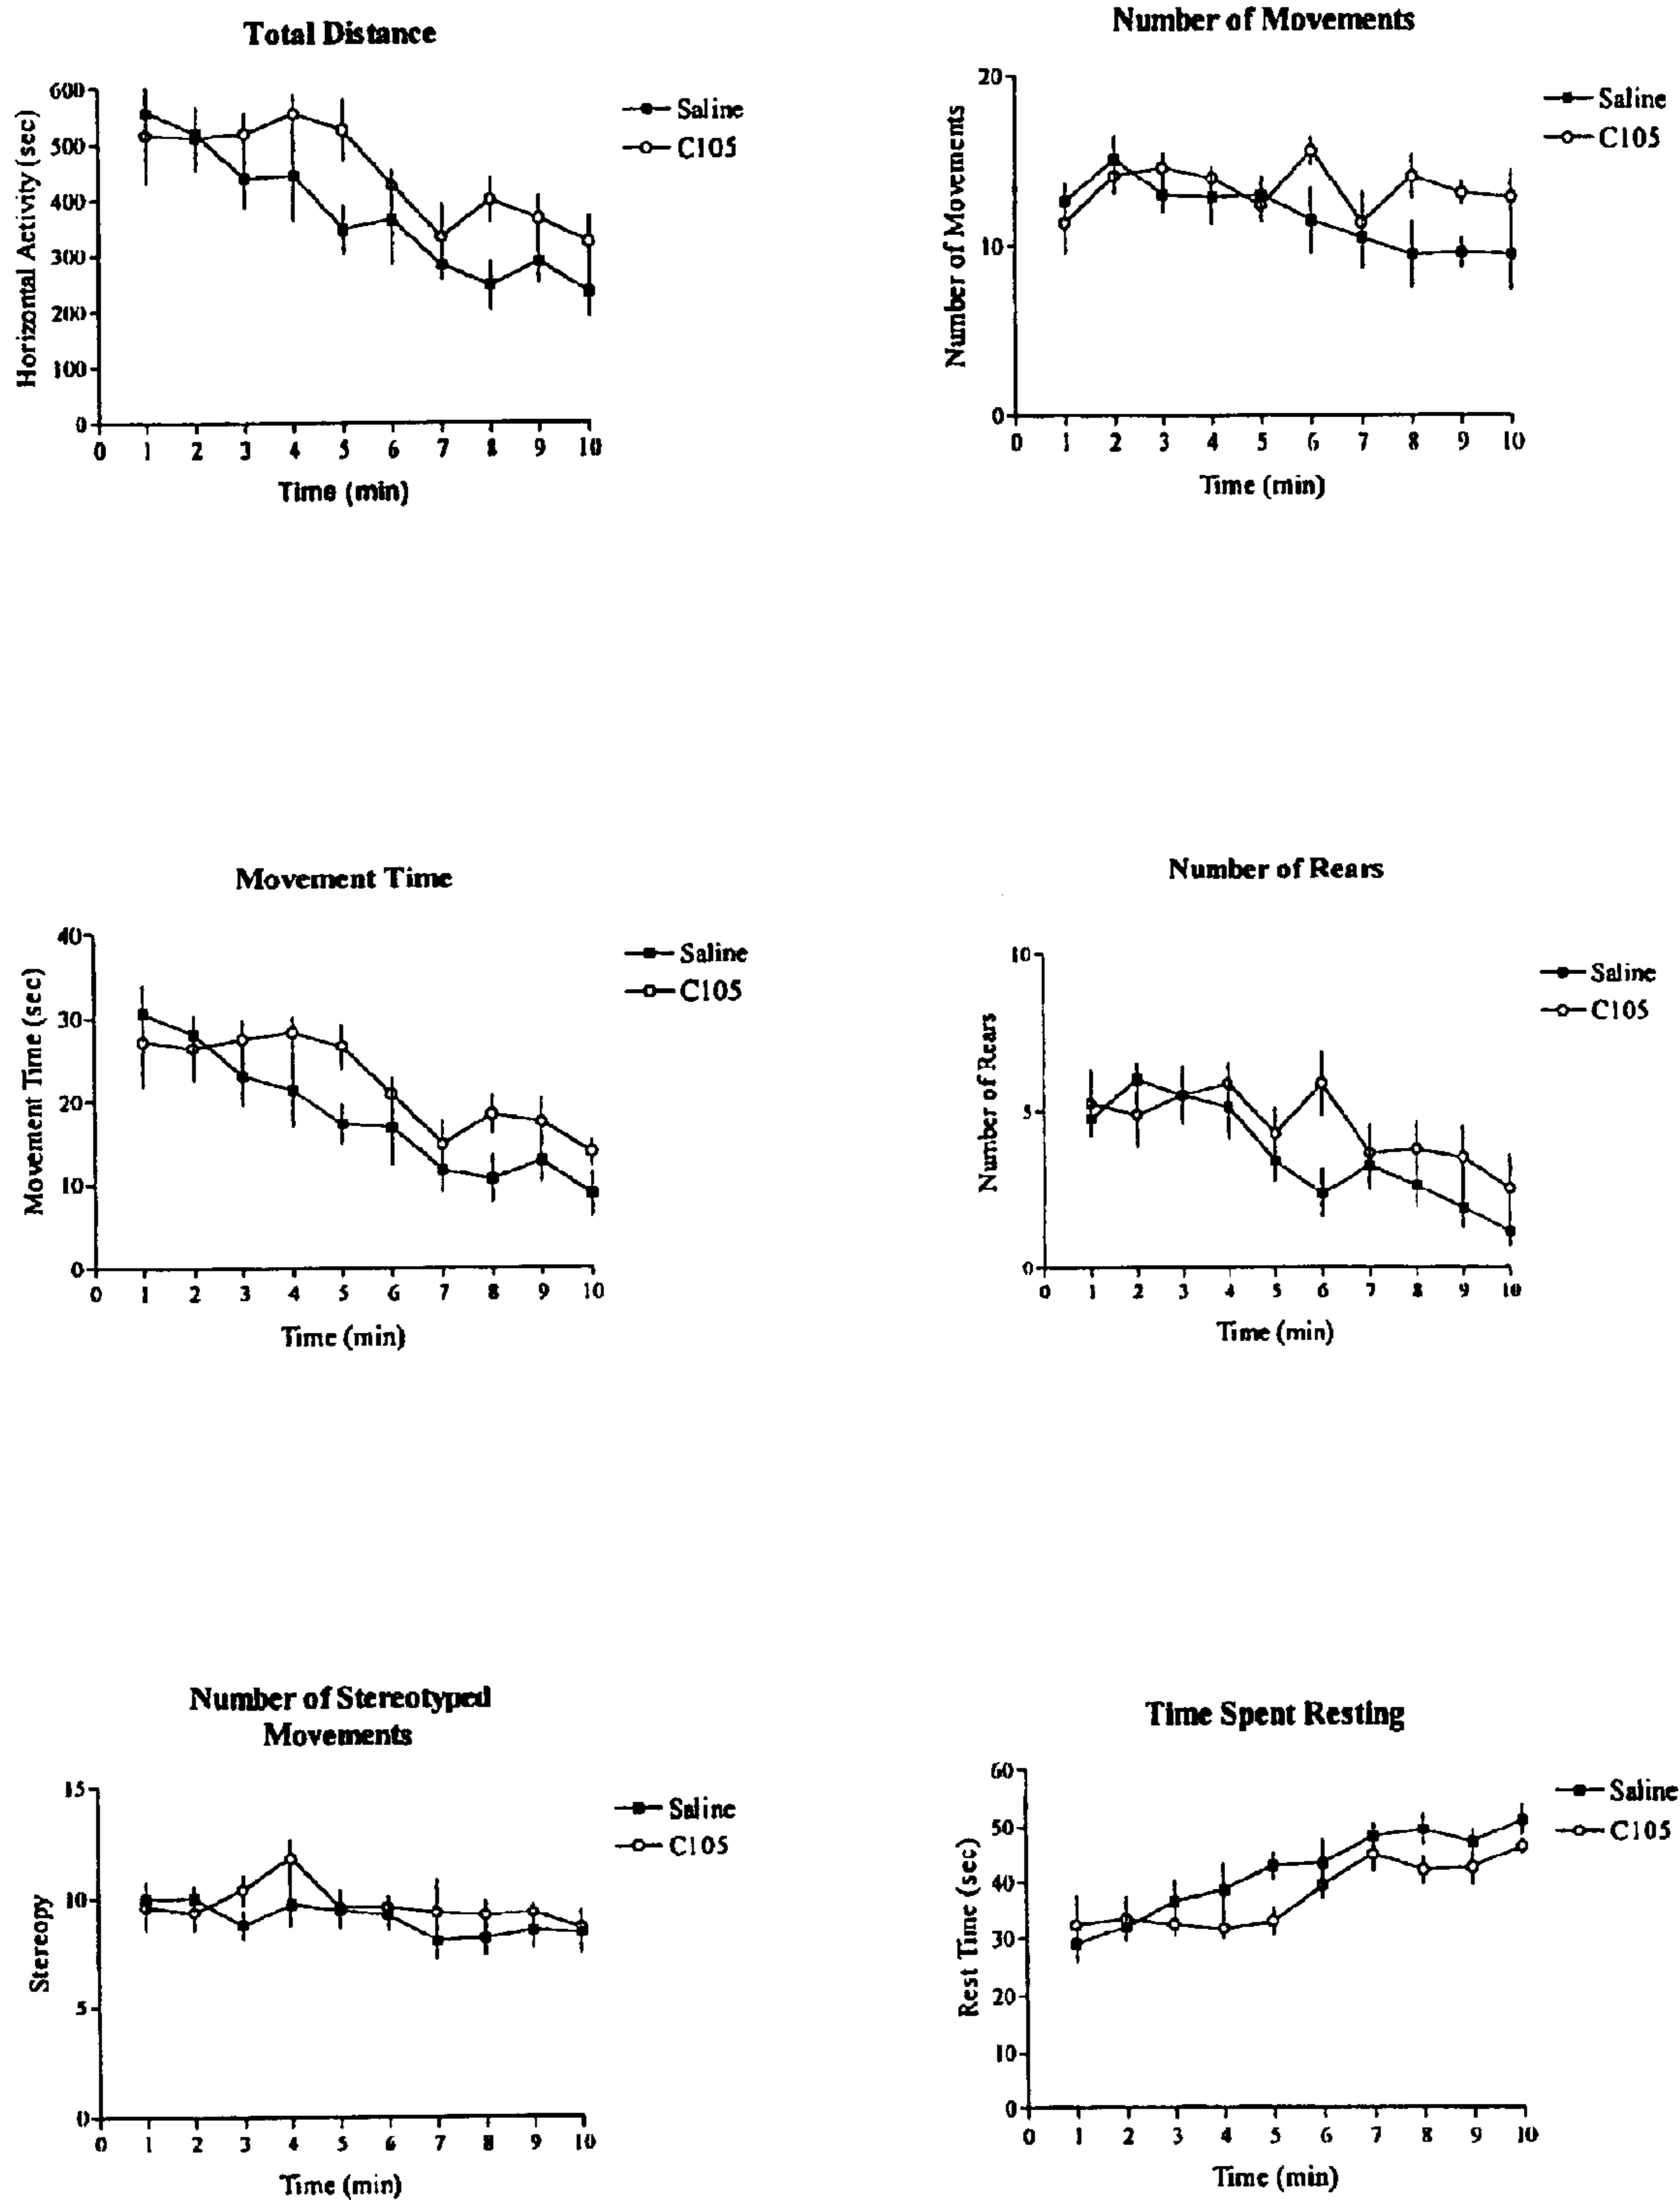 Total Distance
600
500
400
300
200
100
0
Horizontal Activity (sec)
0 1 2 3 4 5 6 7 8 9 10
Time (min)
Saline
C105
Number of Movements
20
10
0
Number of Movements
0 1 2 3 4 5 6 7 8 9 10
Time (min)
Saline
C105
Movement Time
40
30
20
10
0
Movement Time (sec)
0 1 2 3 4 5 6 7 8 9 10
Time (min)
Saline
C105
Number of Rears
10
5
0
Number of Rears
0 1 2 3 4 5 6 7 8 9 10
Time (min)
Saline
C105
Number of Stereotyped
Movements
15
10
5
0
Stereopy
0 1 2 3 4 5 6 7 8 9 10
Time (min)
Saline
C105
Time Spent Resting
60
50
40
30
20
10
0
Rest Time (sec)
0 1 2 3 4 5 6 7 8 9 10
Time (min)
Saline
C105